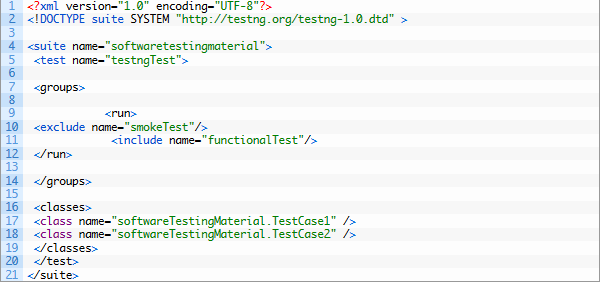 1 <?xml version="1.0" encoding="UTF-8"?>
2 <!DOCTYPE suite SYSTEM "http://testng.org/testng-1.0.dtd" >
3
4 <suite name="softwaretestingmaterial">
5  <test name="testngTest">
6
7  <groups>
8
9            <run>
10  <exclude name="smokeTest"/>
11             <include name="functionalTest"/>
12  </run>
13
14  </groups>
15
16  <classes>
17  <class name="softwareTestingMaterial.TestCase1" />
18  <class name="softwareTestingMaterial.TestCase2" />
19  </classes>
20  </test>
21 </suite>